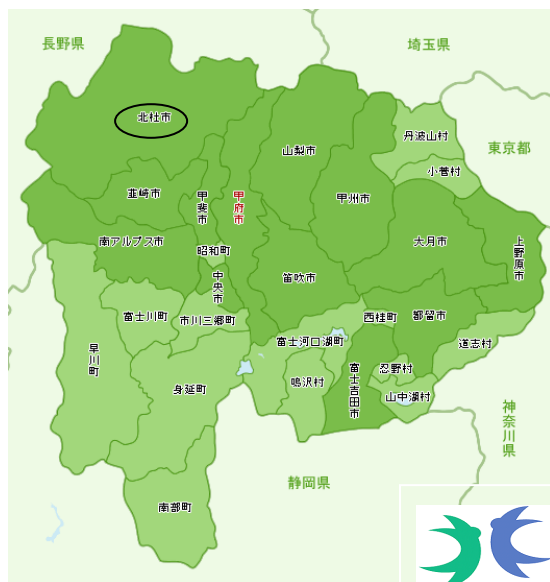 長野県
埼玉県
北杜市
丹波山村
山梨市
東京都
小菅村
韮崎市
甲斐市
甲府市
甲州市
南アルプス市
昭和町
大月市
上野原市
笛吹市
中央市
富士川町
市川三郷町
西桂町
都留市
富士河口湖町
道志村
早川町
忍野村
鳴沢村
富士吉田市
身延町
山中湖村
神奈川県
静岡県
南部町